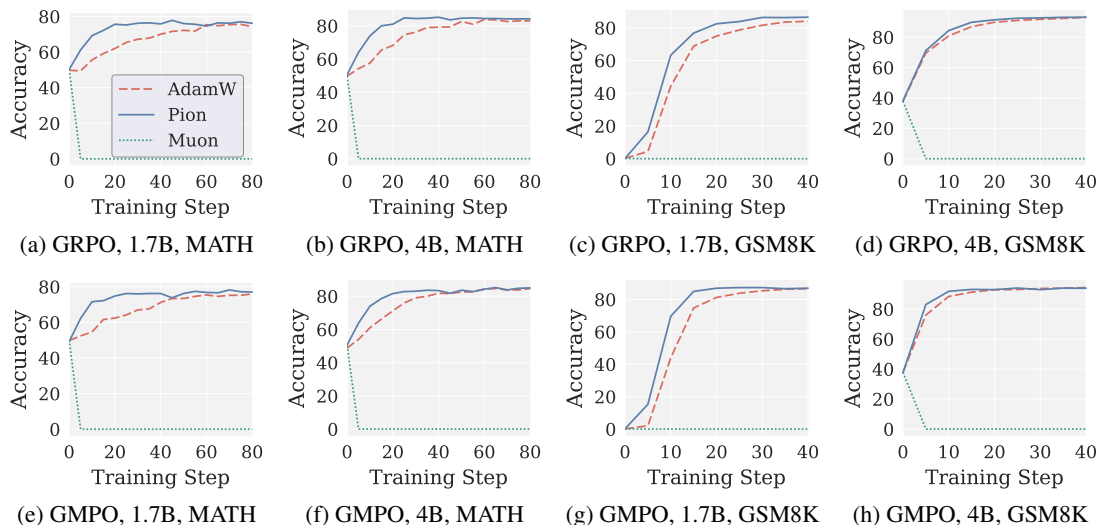 80
60
40
20
0
Accuracy
AdamW
Pion
Muon
0 20 40 60 80
Training Step
(a) GRPO, 1.7B, MATH
80
60
40
20
0
Accuracy
0 20 40 60 80
Training Step
(b) GRPO, 4B, MATH
80
60
40
20
0
Accuracy
0 10 20 30 40
Training Step
(c) GRPO, 1.7B, GSM8K
80
60
40
20
0
Accuracy
0 10 20 30 40
Training Step
(d) GRPO, 4B, GSM8K
80
60
40
20
0
Accuracy
0 20 40 60 80
Training Step
(e) GMPO, 1.7B, MATH
80
60
40
20
0
Accuracy
0 20 40 60 80
Training Step
(f) GMPO, 4B, MATH
80
60
40
20
0
Accuracy
0 10 20 30 40
Training Step
(g) GMPO, 1.7B, GSM8K
80
60
40
20
0
Accuracy
0 10 20 30 40
Training Step
(h) GMPO, 4B, GSM8K